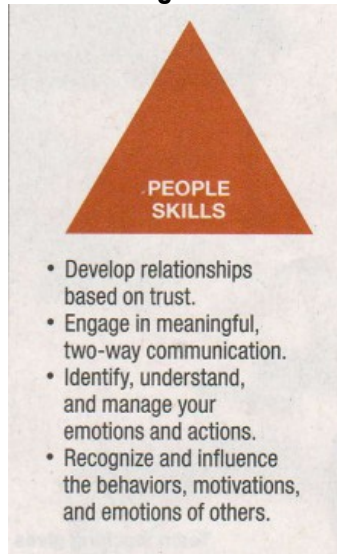 PEOPLE
SKILLS
• Develop relationships
based on trust.
• Engage in meaningful,
two-way communication.
• Identify, understand,
and manage your
emotions and actions.
• Recognize and influence
the behaviors, motivations,
and emotions of others.